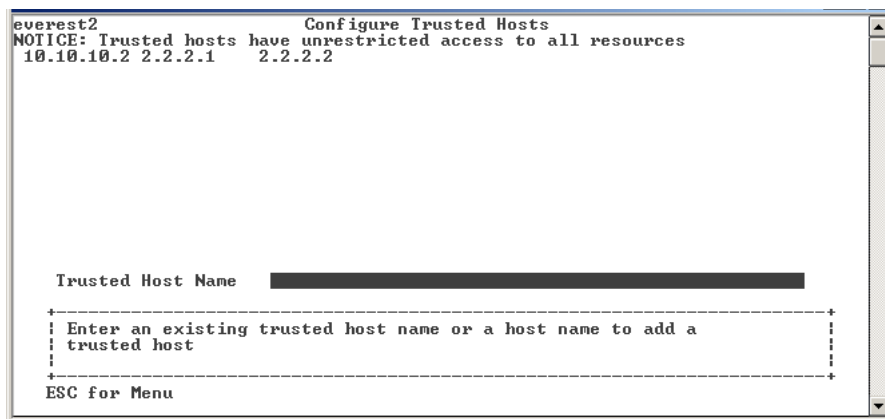 everest2 Configure Trusted Hosts
NOTICE: Trusted hosts have unrestricted access to all resources
10.10.10.2 2.2.2.1 2.2.2.2
Trusted Host Name
Enter an existing trusted host name or a host name to add a
trusted host
ESC for Menu